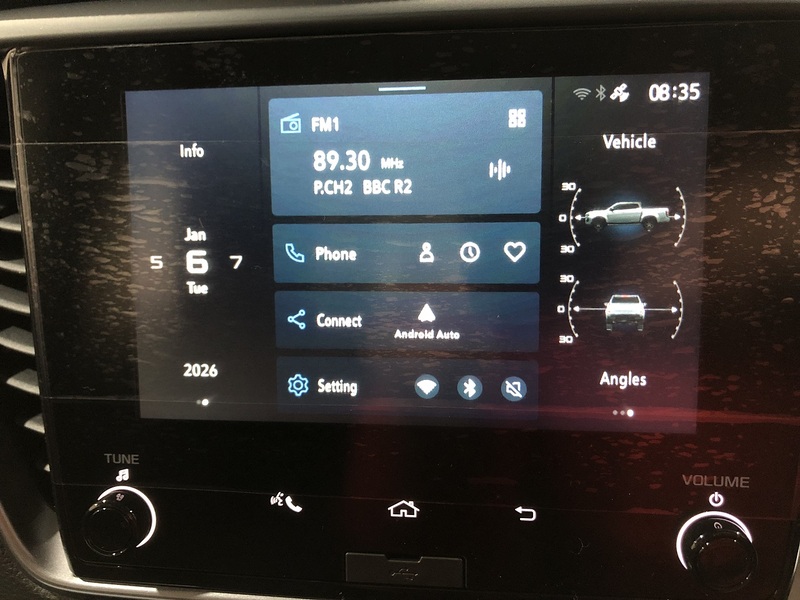 08:35
Info
Jan
5 6 7
Tue
2026
FM1
89.30 MHz
P.CH2 BBC R2
Phone
Connect
Android Auto
Setting
Vehicle
30
0
30
30
0
30
Angles
TUNE
VOLUME